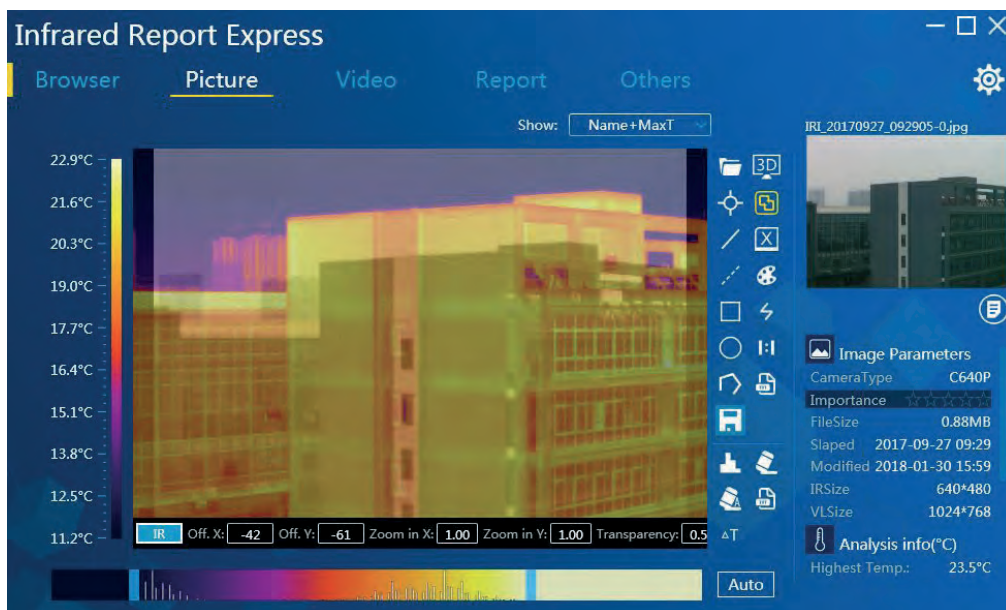 Infrared Report Express
Browser Picture Video Report Others
Show: Name+MaxT
IRI_20170927_092905-0.jpg
22.9°C
21.6°C
20.3°C
19.0°C
17.7°C
16.4°C
15.1°C
13.8°C
12.5°C
11.2°C
3D
X
1:1
ΔT
IR Off. X: -42 Off. Y: -61 Zoom in X: 1.00 Zoom in Y: 1.00 Transparency: 0.5
Auto
Image Parameters
CameraType C640P
Importance
FileSize 0.88MB
Slaped 2017-09-27 09:29
Modified 2018-01-30 15:59
IRSize 640*480
VLSize 1024*768
Analysis info(°C)
Highest Temp.: 23.5°C